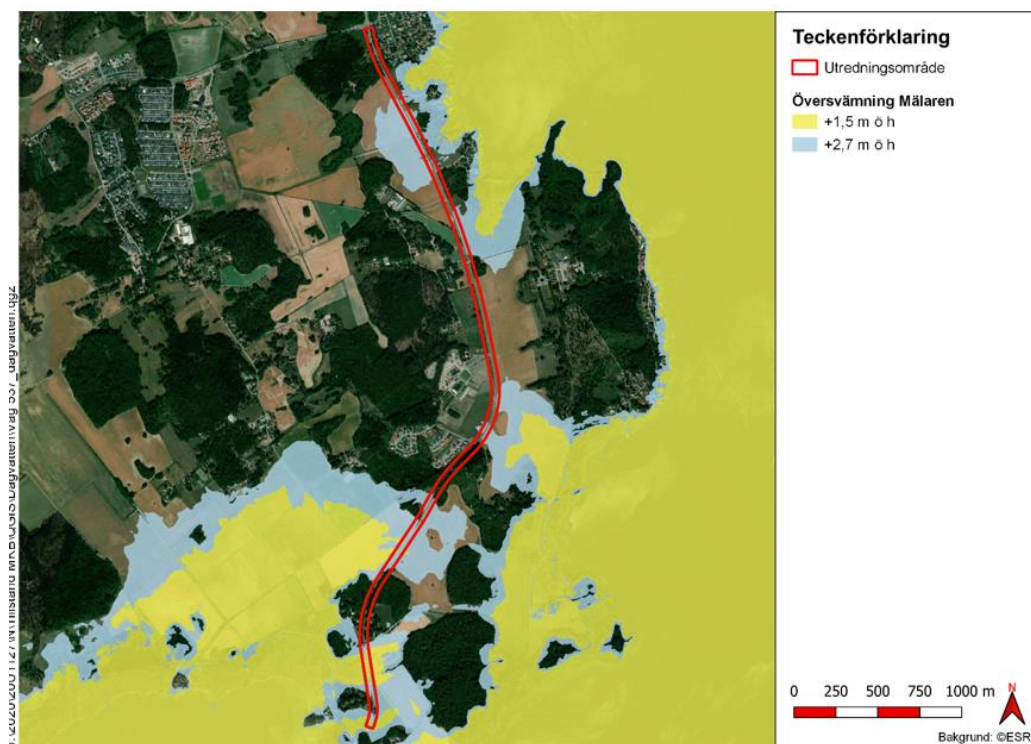 Teckenförklaring
Utredningsområde
Översvämning Mälaren
+1,5 m ö h
+2,7 m ö h
0 250 500 750 1000 m
N
Bakgrund: ©ESR